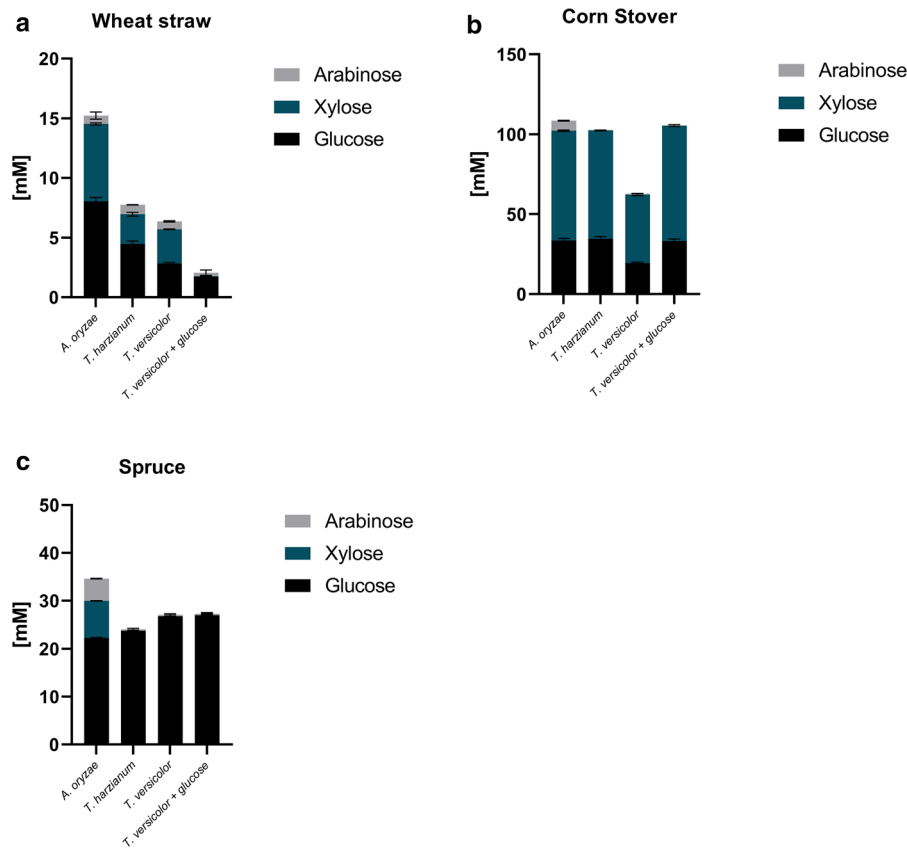 a
Wheat straw
20
15
10
5
0
[mM]
Arabinose
Xylose
Glucose
A. oryzae
T. harzianum
T. versicolor
T. versicolor + glucose
b
Corn Stover
150
100
50
0
[mM]
Arabinose
Xylose
Glucose
A. oryzae
T. harzianum
T. versicolor
T. versicolor + glucose
c
Spruce
50
40
30
20
10
0
[mM]
Arabinose
Xylose
Glucose
A. oryzae
T. harzianum
T. versicolor
T. versicolor + glucose